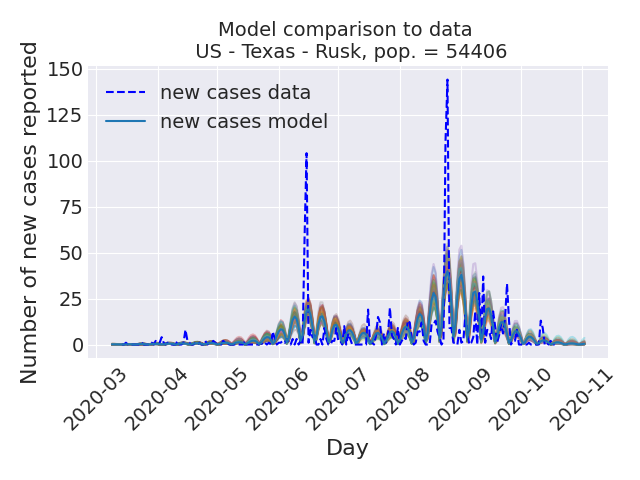 Model comparison to data
US - Texas - Rusk, pop. = 54406
Number of new cases reported
150
125
100
75
50
25
0
new cases data
new cases model
2020-03
2020-04
2020-05
2020-06
2020-07
2020-08
2020-09
2020-10
2020-11
Day